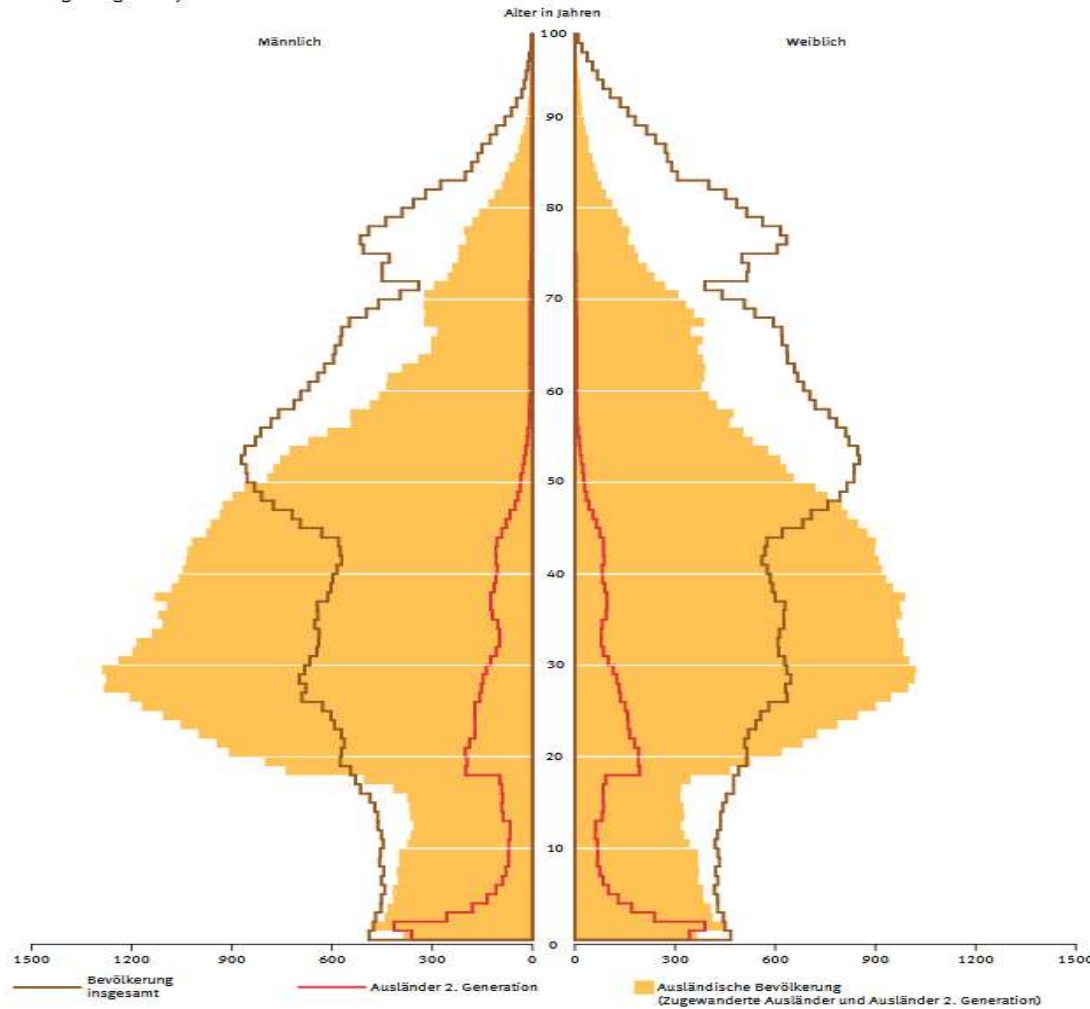 Alter in Jahren
Männlich
Weiblich
100
90
80
70
60
50
40
30
20
10
0
1500 1200 900 600 300 0 0 300 600 900 1200 1500
Bevölkerung
insgesamt
Ausländer 2. Generation
Ausländische Bevölkerung
(Zugewanderte Ausländer und Ausländer 2. Generation)